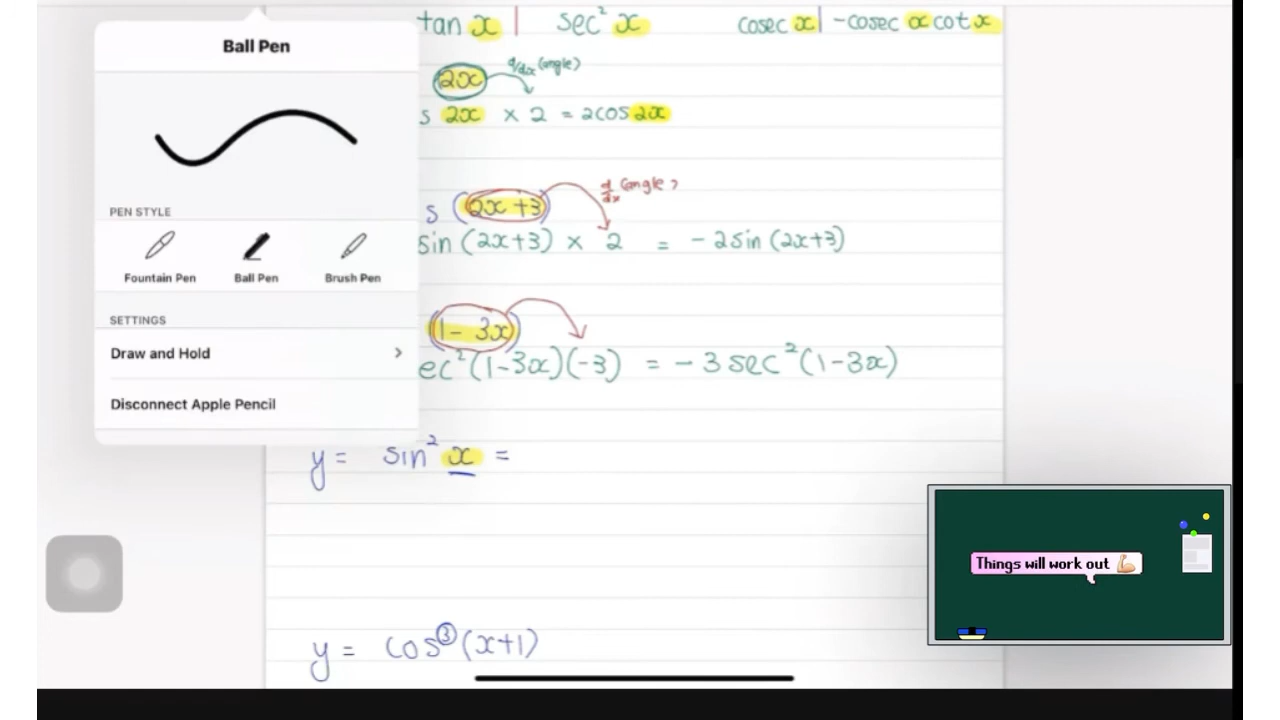 Ball Pen
PEN STYLE
Fountain Pen Ball Pen Brush Pen
SETTINGS
Draw and Hold
Disconnect Apple Pencil
tan x | sec² x cosec x | -cosec x cot x
2x d/dx (angle)
s 2x × 2 = 2cos 2x
s (2x+3) d/dx (angle)
sin (2x+3) × 2 = - 2sin (2x+3)
(1 - 3x)
ec² (1-3x)(-3) = - 3 sec² (1-3x)
y = sin² x =
y = cos³ (x+1)
Things will work out 💪🏼